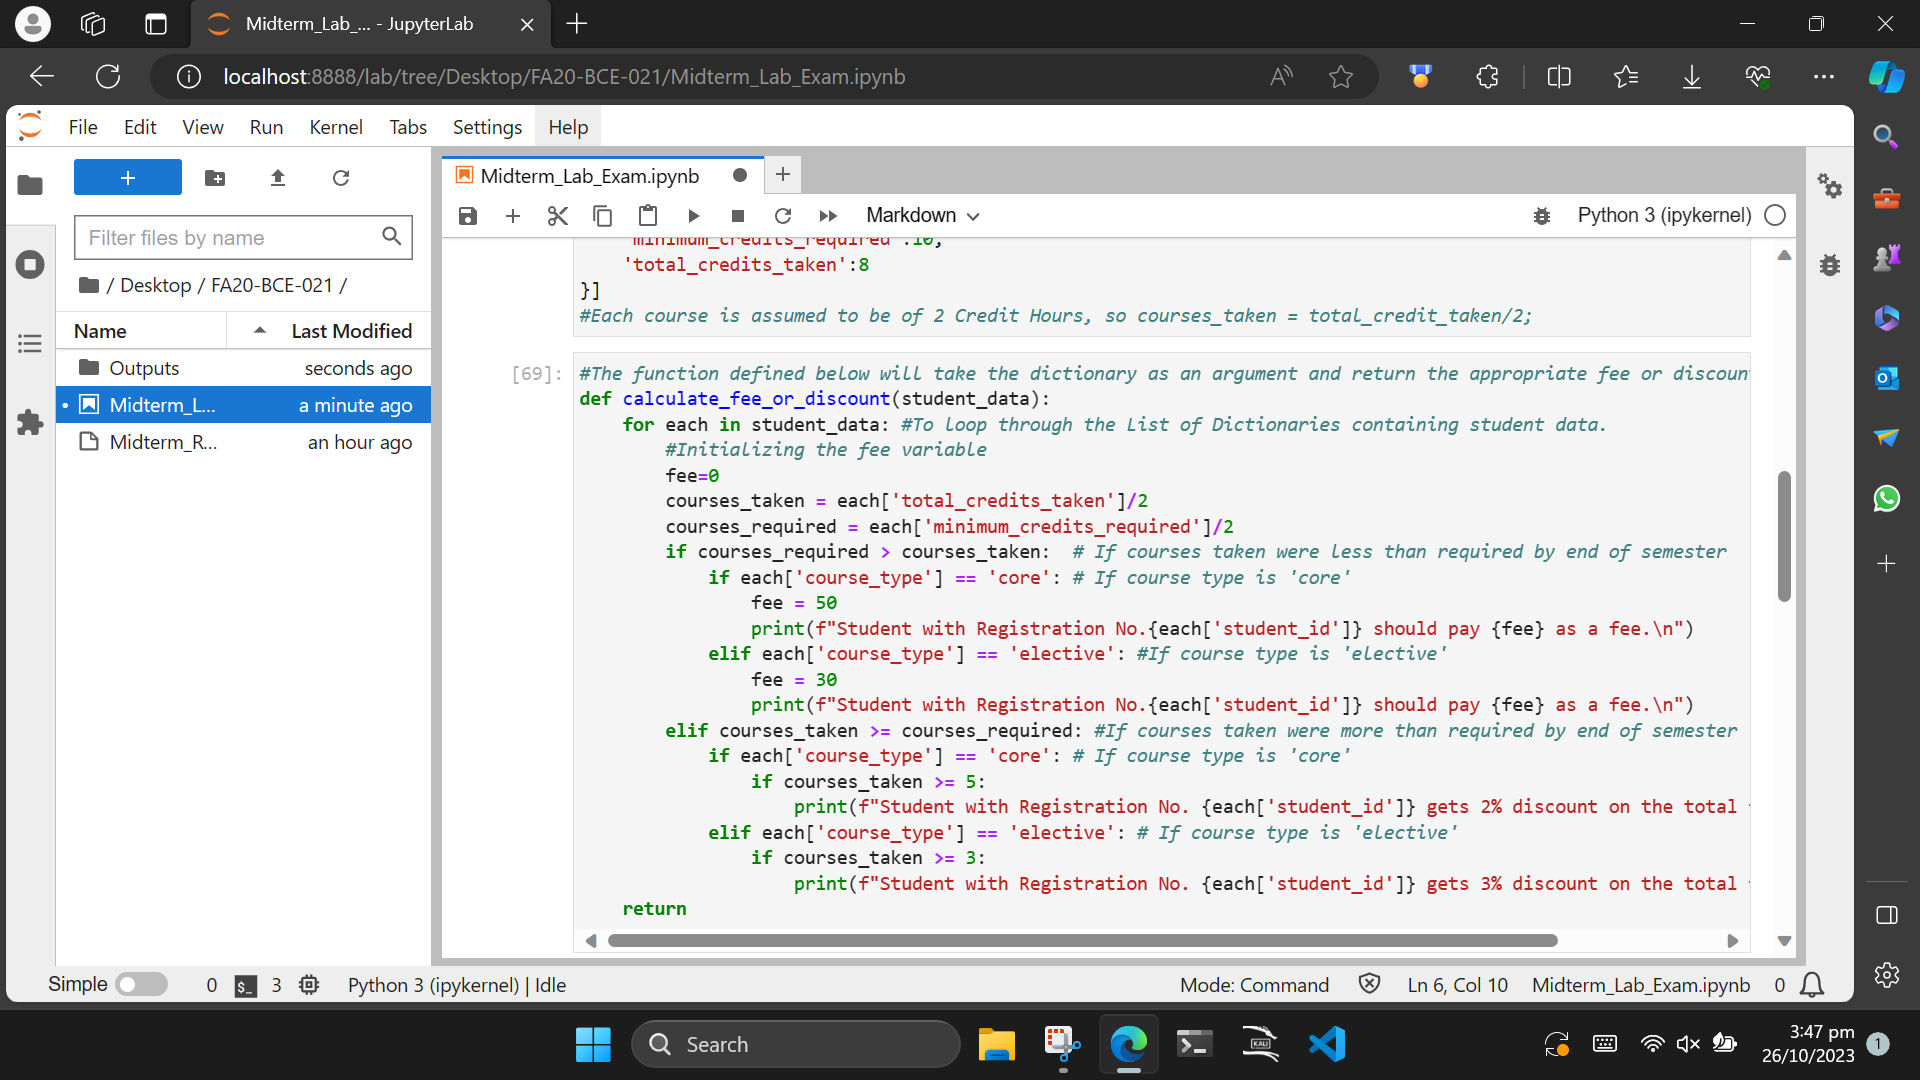 Midterm_Lab_... - JupyterLab
localhost:8888/lab/tree/Desktop/FA20-BCE-021/Midterm_Lab_Exam.ipynb
File Edit View Run Kernel Tabs Settings Help
Filter files by name
/ Desktop / FA20-BCE-021 /
Name Last Modified
Outputs seconds ago
Midterm_L... a minute ago
Midterm_R... an hour ago
Midterm_Lab_Exam.ipynb
Markdown Python 3 (ipykernel)
'minimum_credits_required':10,
'total_credits_taken':8
}]
#Each course is assumed to be of 2 Credit Hours, so courses_taken = total_credit_taken/2;
[69]: #The function defined below will take the dictionary as an argument and return the appropriate fee or discoun
def calculate_fee_or_discount(student_data):
for each in student_data: #To loop through the List of Dictionaries containing student data.
#Initializing the fee variable
fee=0
courses_taken = each['total_credits_taken']/2
courses_required = each['minimum_credits_required']/2
if courses_required > courses_taken:  # If courses taken were less than required by end of semester
if each['course_type'] == 'core': # If course type is 'core'
fee = 50
print(f"Student with Registration No.{each['student_id']} should pay {fee} as a fee.\n")
elif each['course_type'] == 'elective': #If course type is 'elective'
fee = 30
print(f"Student with Registration No.{each['student_id']} should pay {fee} as a fee.\n")
elif courses_taken >= courses_required: #If courses taken were more than required by end of semester
if each['course_type'] == 'core': # If course type is 'core'
if courses_taken >= 5:
print(f"Student with Registration No. {each['student_id']} gets 2% discount on the total
elif each['course_type'] == 'elective': # If course type is 'elective'
if courses_taken >= 3:
print(f"Student with Registration No. {each['student_id']} gets 3% discount on the total
return
Simple 0 $_ 3 Python 3 (ipykernel) | Idle Mode: Command Ln 6, Col 10 Midterm_Lab_Exam.ipynb 0
Search
KALI
3:47 pm
26/10/2023
1